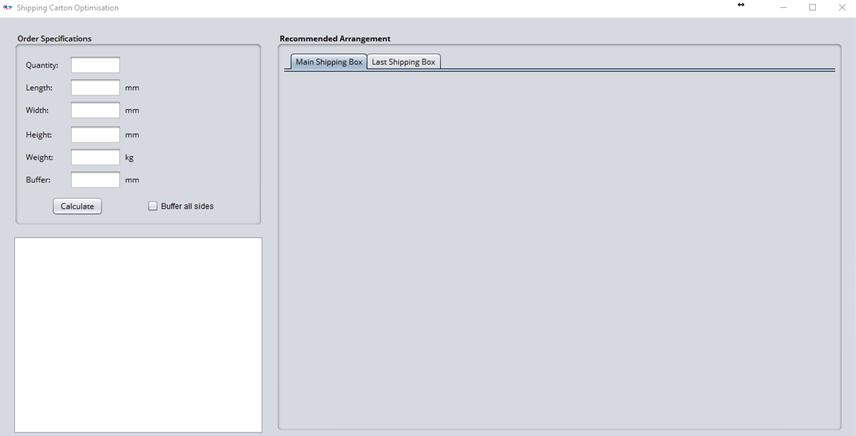 Shipping Carton Optimisation
Order Specifications
Quantity:
Length: mm
Width: mm
Height: mm
Weight: kg
Buffer: mm
Calculate Buffer all sides
Recommended Arrangement
Main Shipping Box Last Shipping Box